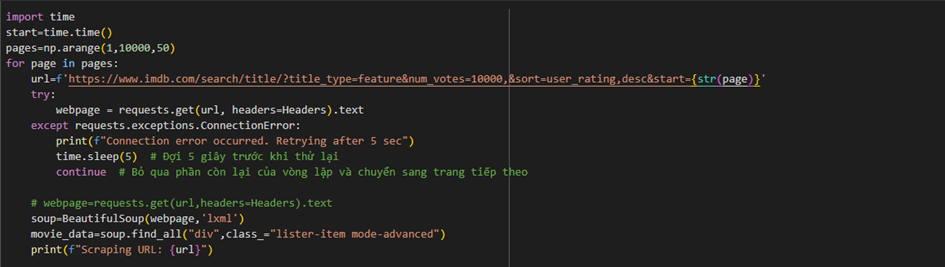 import time
start=time.time()
pages=np.arange(1,10000,50)
for page in pages:
    url=f'https://www.imdb.com/search/title/?title_type=feature&num_votes=10000,&sort=user_rating,desc&start={str(page)}'
    try:
        webpage = requests.get(url, headers=Headers).text
    except requests.exceptions.ConnectionError:
        print(f"Connection error occurred. Retrying after 5 sec")
        time.sleep(5)  # Đợi 5 giây trước khi thử lại
        continue  # Bỏ qua phần còn lại của vòng lặp và chuyển sang trang tiếp theo
    # webpage=requests.get(url,headers=Headers).text
    soup=BeautifulSoup(webpage,'lxml')
    movie_data=soup.find_all("div",class_="lister-item mode-advanced")
    print(f"Scraping URL: {url}")